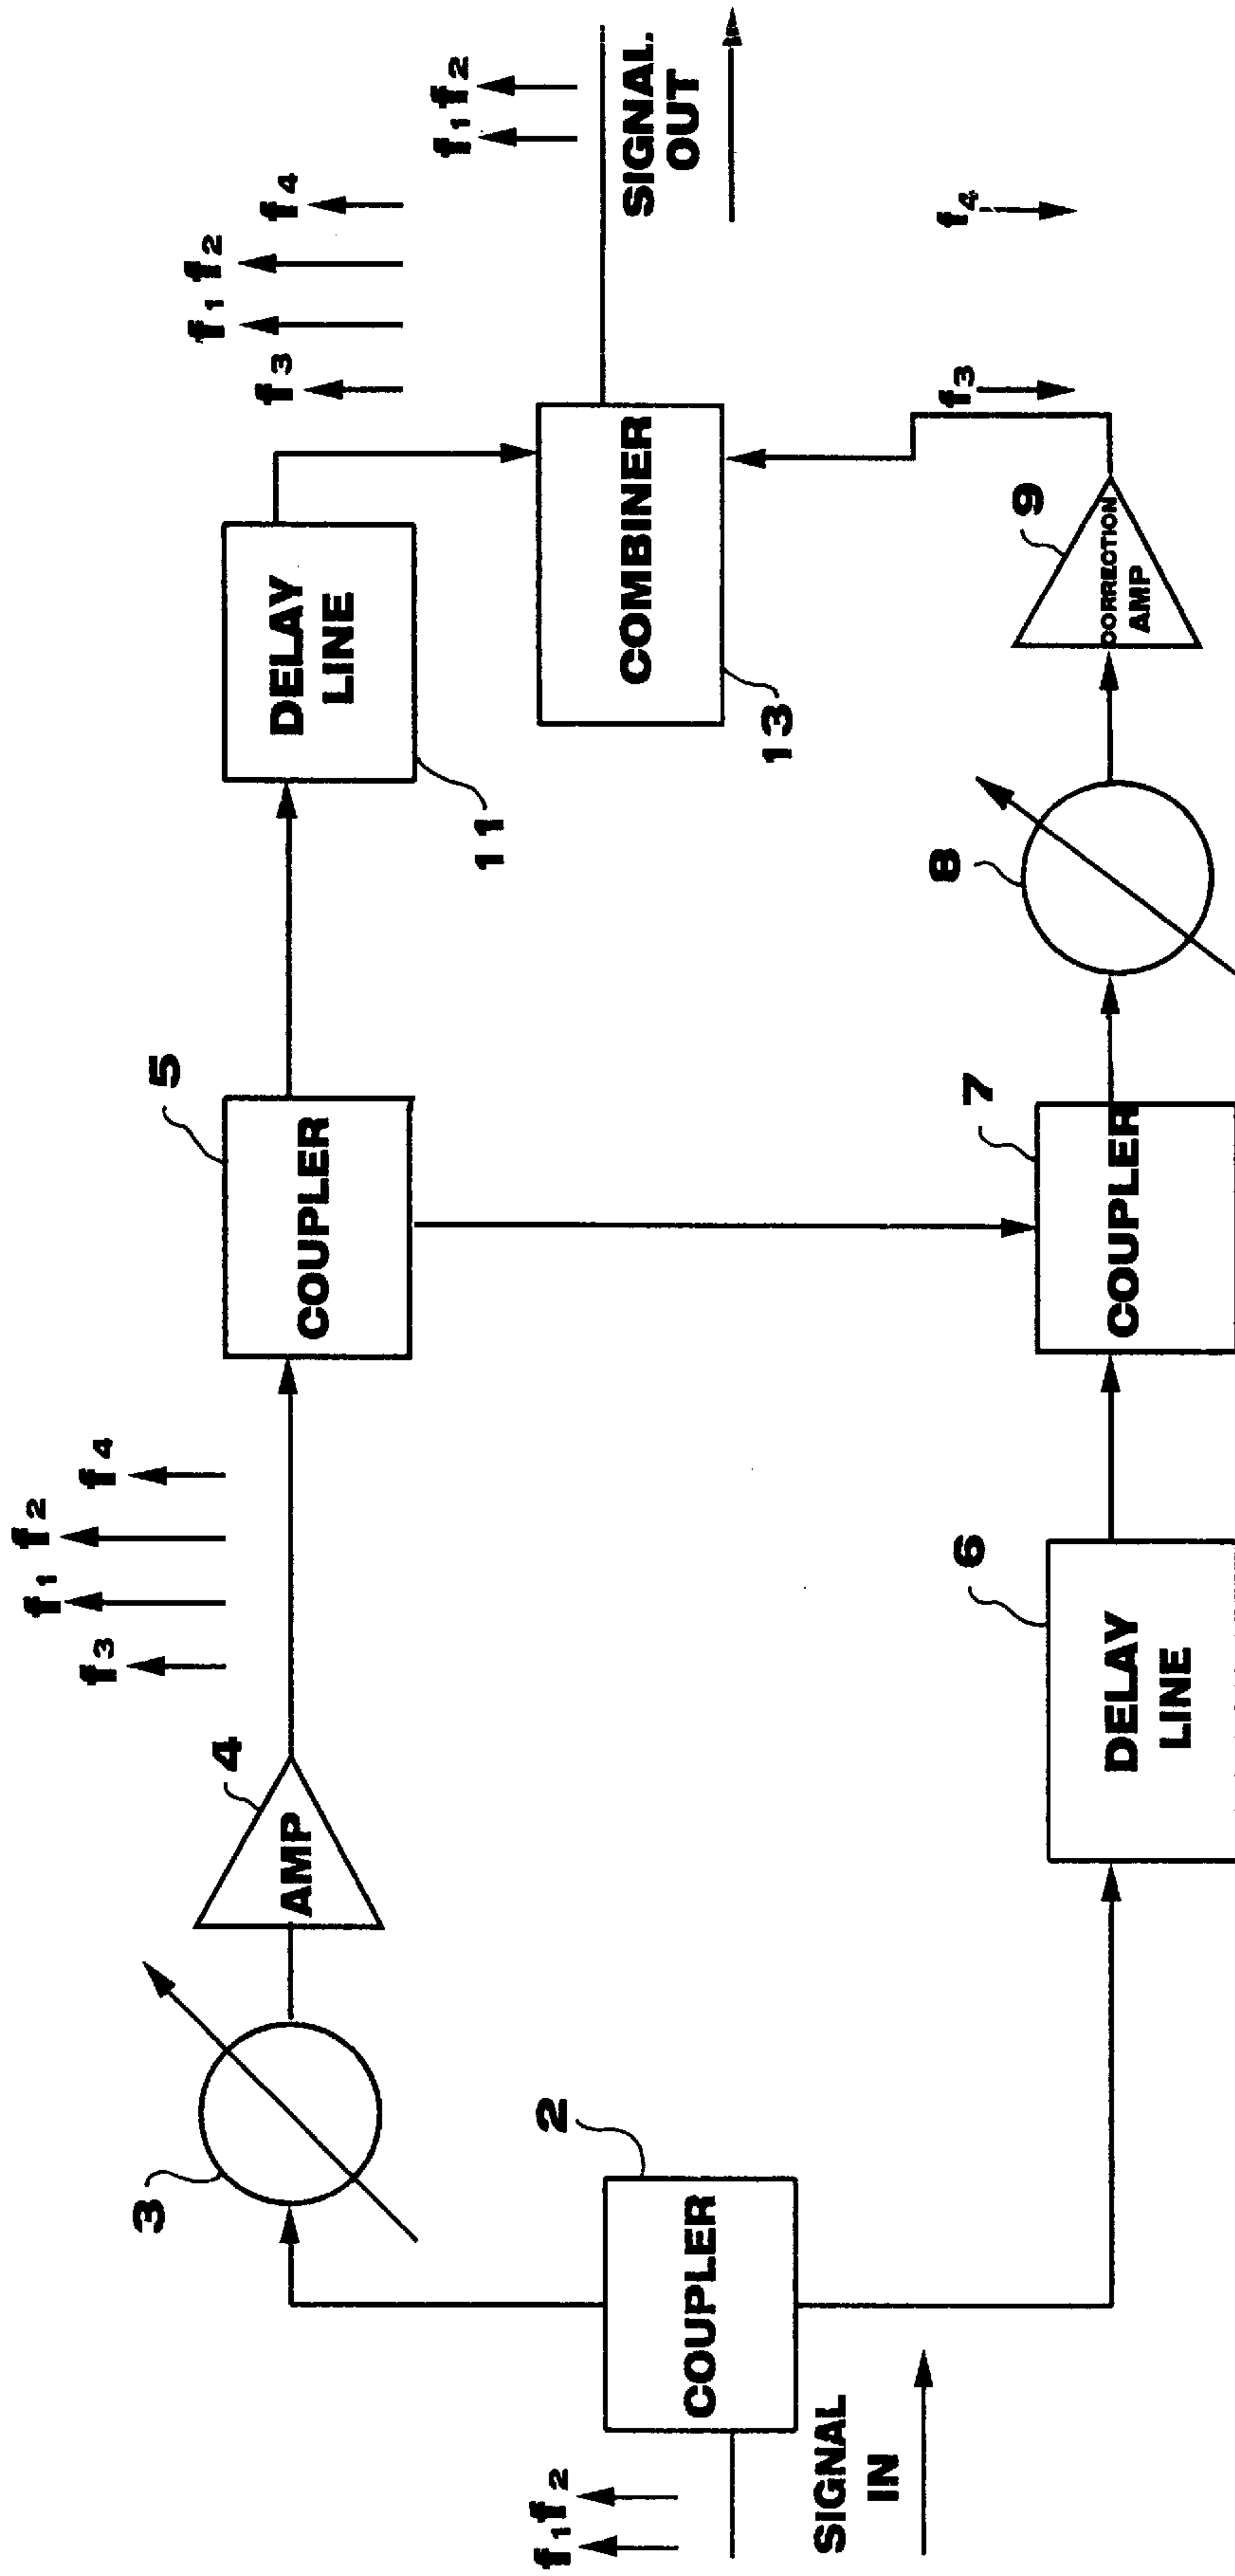 f₁ f₂
SIGNAL
IN
COUPLER
2
3
AMP
4
f₃ f₁ f₂ f₄
COUPLER
5
DELAY
LINE
6
COUPLER
7
8
CORRECTION
AMP
9
DELAY
LINE
11
f₃ f₁ f₂ f₄
COMBINER
13
f₃ f₄
f₁ f₂
SIGNAL
OUT